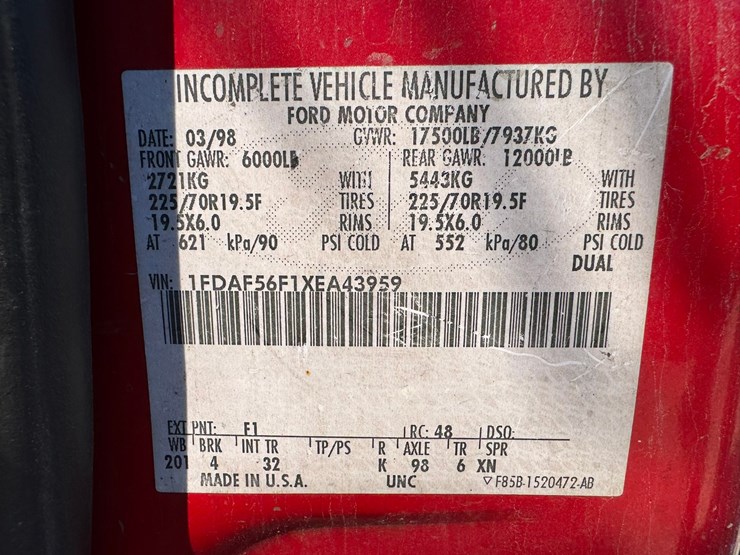 INCOMPLETE VEHICLE MANUFACTURED BY
FORD MOTOR COMPANY
DATE: 03/98 GVWR: 17500LB/7937KG
FRONT GAWR: 6000LB REAR GAWR: 12000LB
2721KG WITH 5443KG WITH
225/70R19.5F TIRES 225/70R19.5F TIRES
19.5X6.0 RIMS 19.5X6.0 RIMS
AT 621 kPa/90 PSI COLD AT 552 kPa/80 PSI COLD
DUAL
VIN: 1FDAF56F1XEA43959
EXT PNT: F1 RC: 48 DSO:
WB BRK INT TR TP/PS R AXLE TR SPR
201 4 32 K 98 6 XN
MADE IN U.S.A. UNC ▽ F85B-1520472-AB